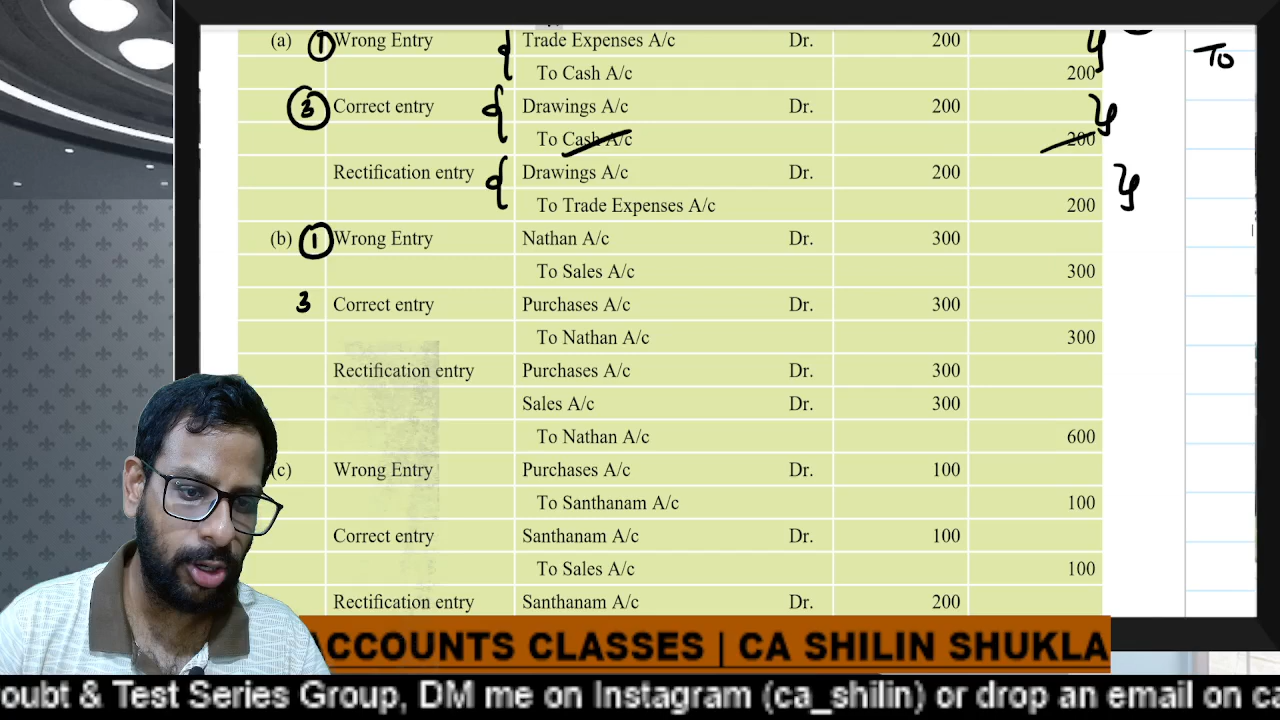 (a) 1 Wrong Entry Trade Expenses A/c Dr. 200
To Cash A/c 200
To
3 Correct entry Drawings A/c Dr. 200
To Cash A/c 200
Rectification entry Drawings A/c Dr. 200
To Trade Expenses A/c 200
(b) 1 Wrong Entry Nathan A/c Dr. 300
To Sales A/c 300
3 Correct entry Purchases A/c Dr. 300
To Nathan A/c 300
Rectification entry Purchases A/c Dr. 300
Sales A/c Dr. 300
To Nathan A/c 600
(c) Wrong Entry Purchases A/c Dr. 100
To Santhanam A/c 100
Correct entry Santhanam A/c Dr. 100
To Sales A/c 100
Rectification entry Santhanam A/c Dr. 200
ACCOUNTS CLASSES | CA SHILIN SHUKLA
oubt & Test Series Group, DM me on Instagram (ca_shilin) or drop an email on ca